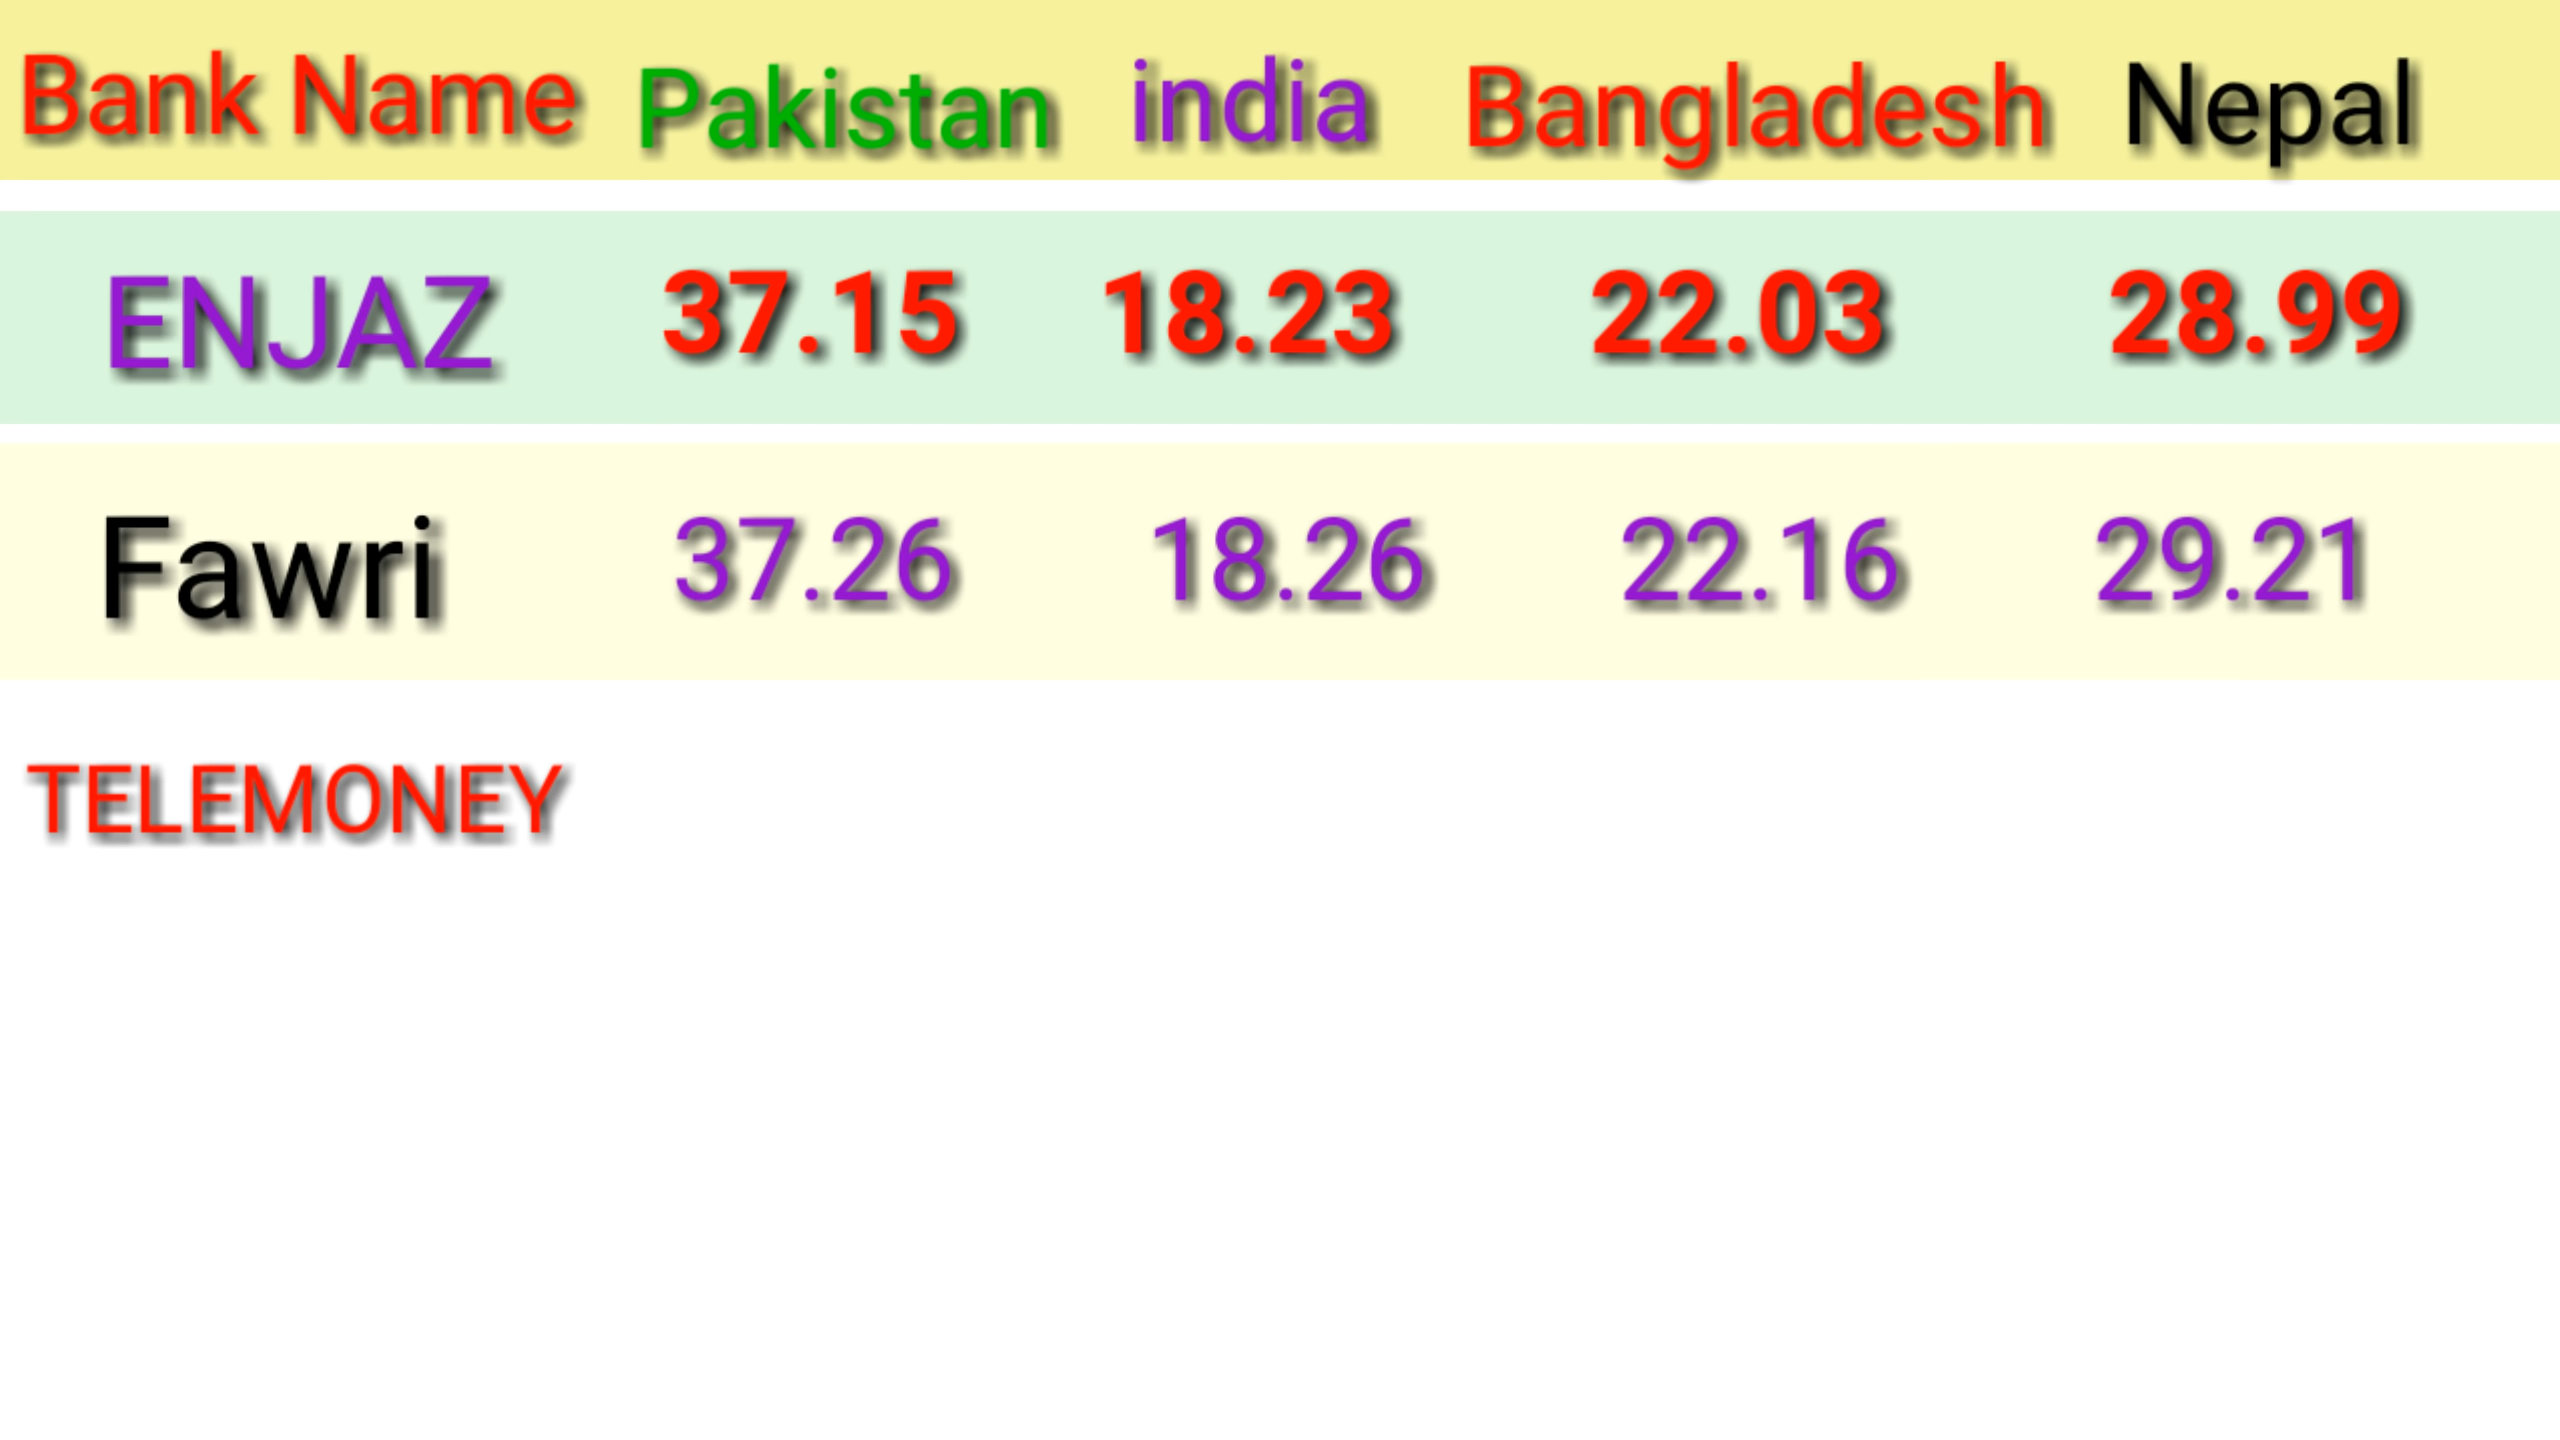 Bank Name Pakistan india Bangladesh Nepal
ENJAZ 37.15 18.23 22.03 28.99
Fawri 37.26 18.26 22.16 29.21
TELEMONEY